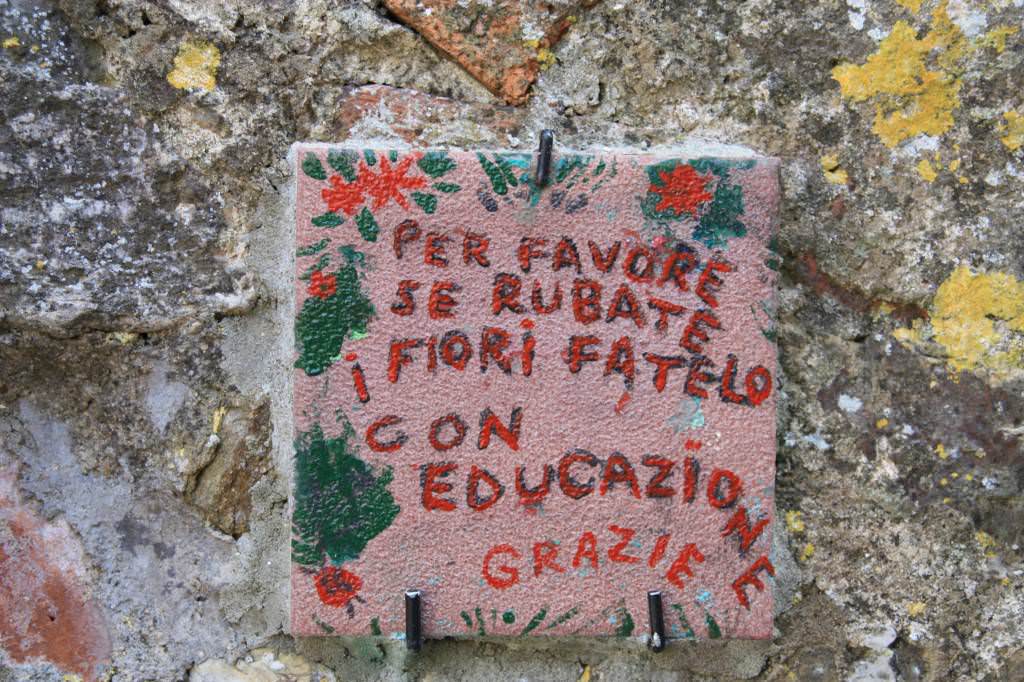 PER FAVORE
SE RUBATE
i FIORi FATELO
CON
EDUCAZiONE
GRAZIE